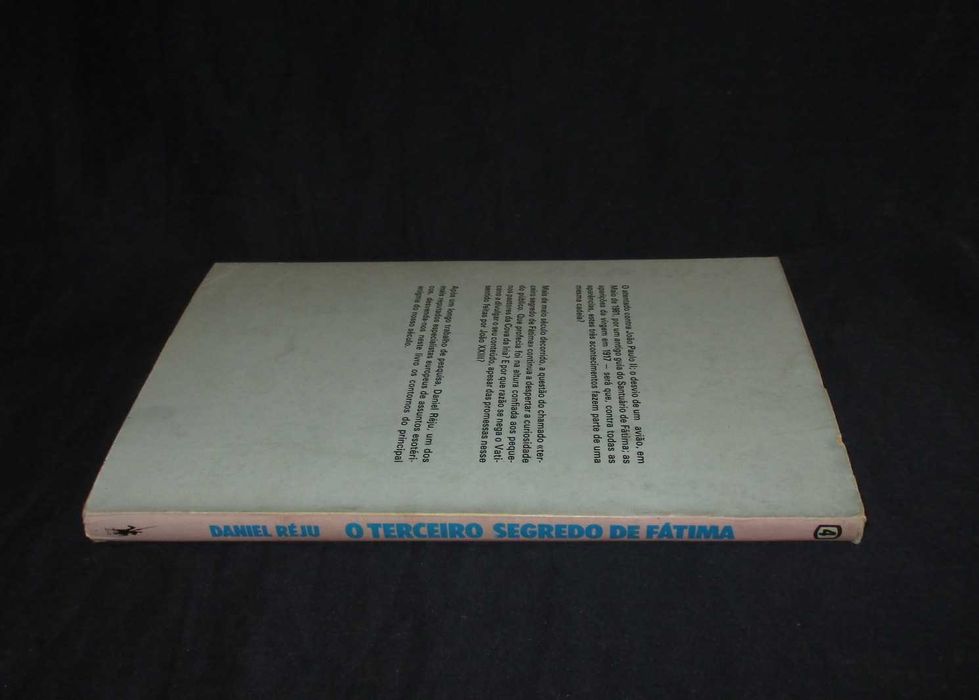 O atentado contra João Paulo II; o desvio de um avião, em
Maio de 1981 por um antigo guia do Santuário de Fátima; as
aparições da virgem em 1917 — será que, contra todas as
aparências, estes três acontecimentos fazem parte da uma
mesma cadeia?
Mais de meio século decorrido, a questão do chamado «ter-
ceiro segredo de Fátima» continua a despertar a curiosidade
do público. Que profecia foi na altura confiada aos peque-
nos pastores da Cova da Iria? E por que razão se nega o Vati-
cano a divulgar o seu conteúdo, apesar das promessas nesse
sentido feitas por João XXIII?
Após um longo trabalho de pesquisa, Daniel Réju, um dos
mais reputados especialistas europeus de assuntos esotéri-
cos, desvenda-nos neste livro os contornos do principal
enigma do nosso século.
DANIEL RÉJU O TERCEIRO SEGREDO DE FÁTIMA 4